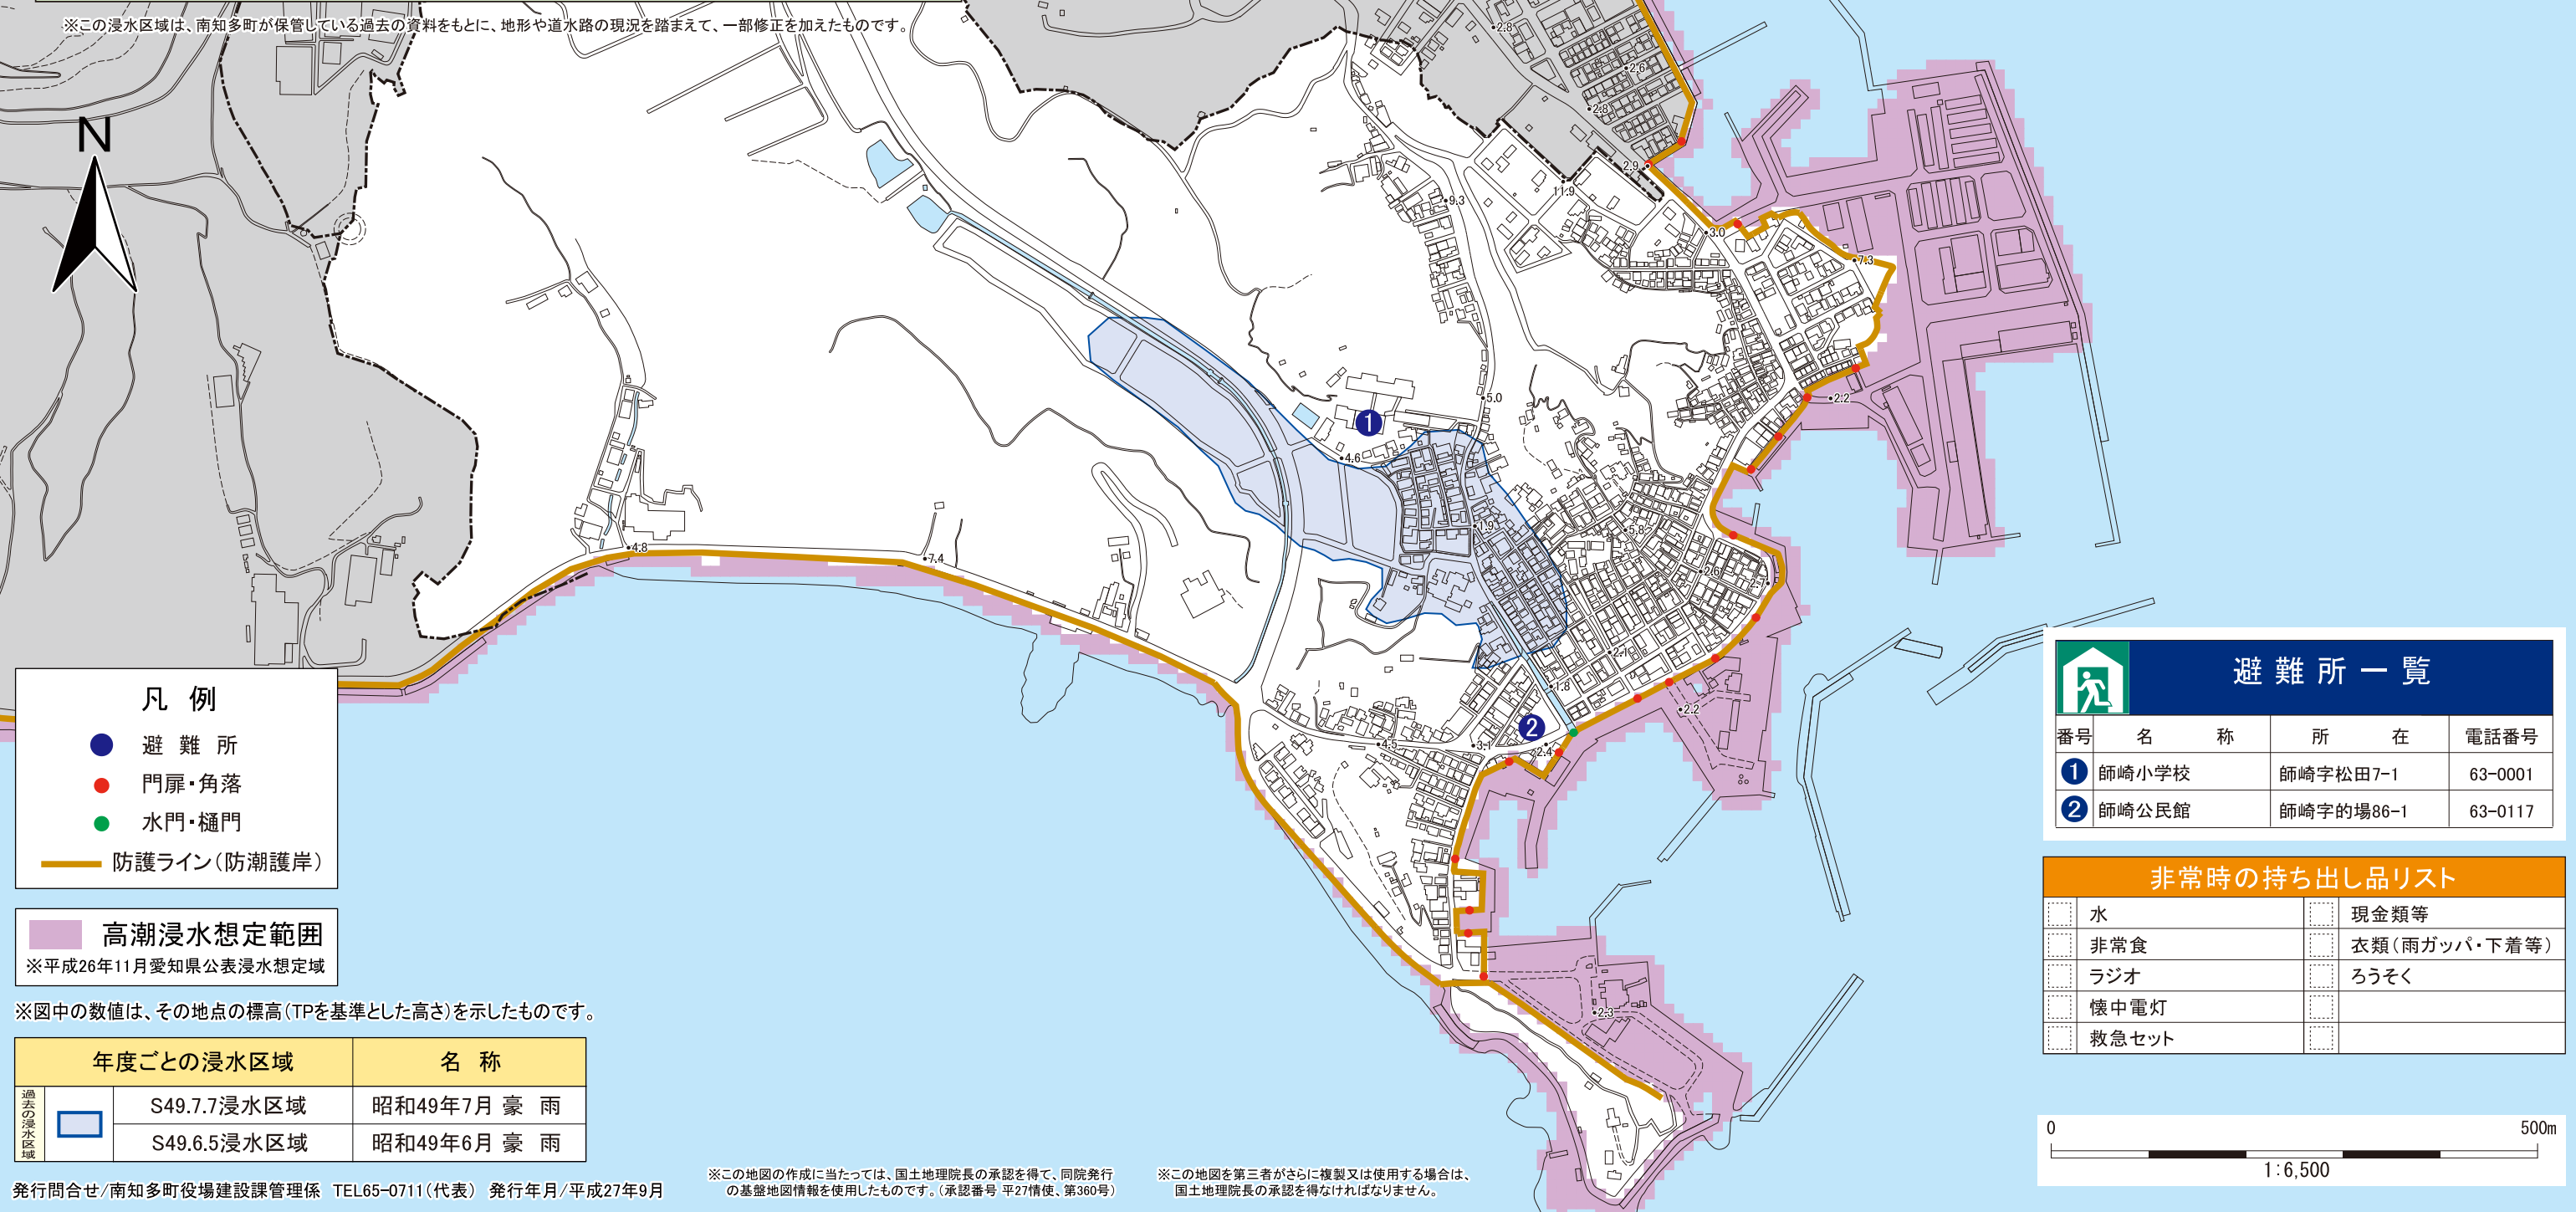 ※この浸水区域は、南知多町が保管している過去の資料をもとに、地形や道水路の現況を踏まえて、一部修正を加えたものです。
N
2.8
2.6
2.8
2.9
11.9
9.3
3.0
7.3
5.0
2.2
1
4.6
1.9
5.8
4.8
7.4
2.6
2.7
2.1
1.8
2.2
2
4.5
3.1
2.4
2.3
凡 例
避 難 所
門扉・角落
水門・樋門
防護ライン(防潮護岸)
高潮浸水想定範囲
※平成26年11月愛知県公表浸水想定域
※図中の数値は、その地点の標高(TPを基準とした高さ)を示したものです。
年度ごとの浸水区域 名 称
過去の浸水区域
S49.7.7浸水区域 昭和49年7月 豪 雨
S49.6.5浸水区域 昭和49年6月 豪 雨
発行問合せ/南知多町役場建設課管理係 TEL65-0711(代表) 発行年月/平成27年9月
※この地図の作成に当たっては、国土地理院長の承認を得て、同院発行
の基盤地図情報を使用したものです。(承認番号 平27情使、第360号)
※この地図を第三者がさらに複製又は使用する場合は、
国土地理院長の承認を得なければなりません。
避 難 所 一 覧
番号 名 称 所 在 電話番号
1 師崎小学校 師崎字松田7-1 63-0001
2 師崎公民館 師崎字的場86-1 63-0117
非常時の持ち出し品リスト
水 現金類等
非常食 衣類(雨ガッパ・下着等)
ラジオ ろうそく
懐中電灯
救急セット
0 500m
1:6,500